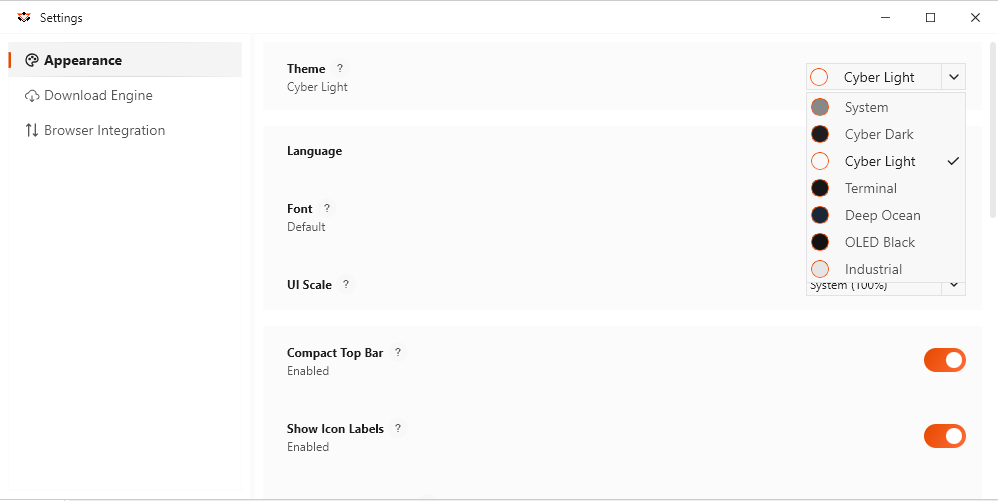 Settings
Appearance
Download Engine
Browser Integration
Theme ?
Cyber Light
Cyber Light
System
Cyber Dark
Cyber Light
Terminal
Deep Ocean
OLED Black
Industrial
Language
Font ?
Default
UI Scale ?
System (100%)
Compact Top Bar ?
Enabled
Show Icon Labels ?
Enabled